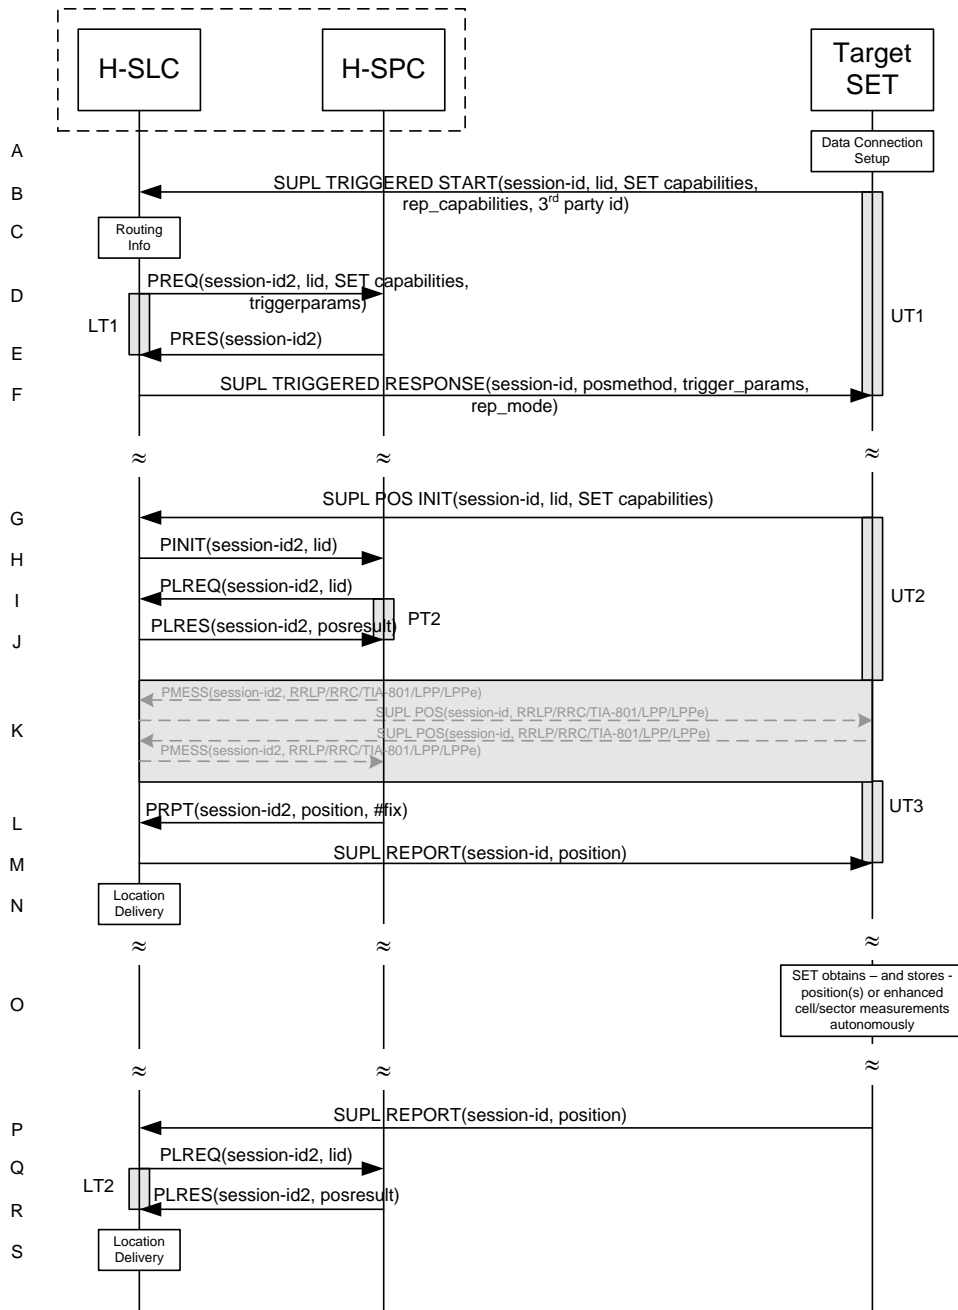 H-SLC
H-SPC
Target
SET
A
Data Connection
Setup
B
SUPL TRIGGERED START(session-id, lid, SET capabilities,
rep_capabilities, 3rd party id)
C
Routing
Info
D
PREQ(session-id2, lid, SET capabilities,
triggerparams)
LT1
UT1
E
PRES(session-id2)
F
SUPL TRIGGERED RESPONSE(session-id, posmethod, trigger_params,
rep_mode)
≈ ≈ ≈
G
SUPL POS INIT(session-id, lid, SET capabilities)
H
PINIT(session-id2, lid)
I
PLREQ(session-id2, lid)
PT2
UT2
J
PLRES(session-id2, posresult)
K
PMESS(session-id2, RRLP/RRC/TIA-801/LPP/LPPe)
SUPL POS(session-id, RRLP/RRC/TIA-801/LPP/LPPe)
SUPL POS(session-id, RRLP/RRC/TIA-801/LPP/LPPe)
PMESS(session-id2, RRLP/RRC/TIA-801/LPP/LPPe)
L
PRPT(session-id2, position, #fix)
UT3
M
SUPL REPORT(session-id, position)
N
Location
Delivery
≈ ≈ ≈
O
SET obtains – and stores -
position(s) or enhanced
cell/sector measurements
autonomously
≈ ≈ ≈
P
SUPL REPORT(session-id, position)
Q
PLREQ(session-id2, lid)
LT2
R
PLRES(session-id2, posresult)
S
Location
Delivery